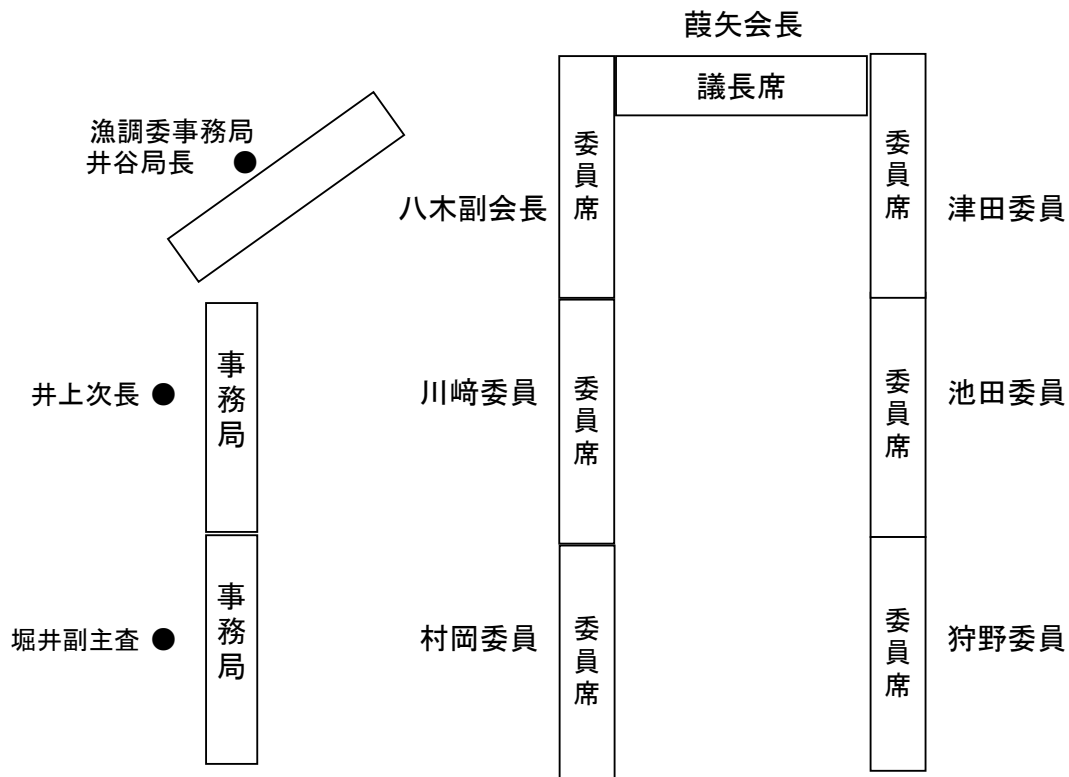 葭矢会長
議長席
漁調委事務局
井谷局長 ●
委員席
委員席
八木副会長
津田委員
事務局
井上次長 ●
川﨑委員
委員席
委員席
池田委員
事務局
堀井副主査 ●
村岡委員
委員席
委員席
狩野委員